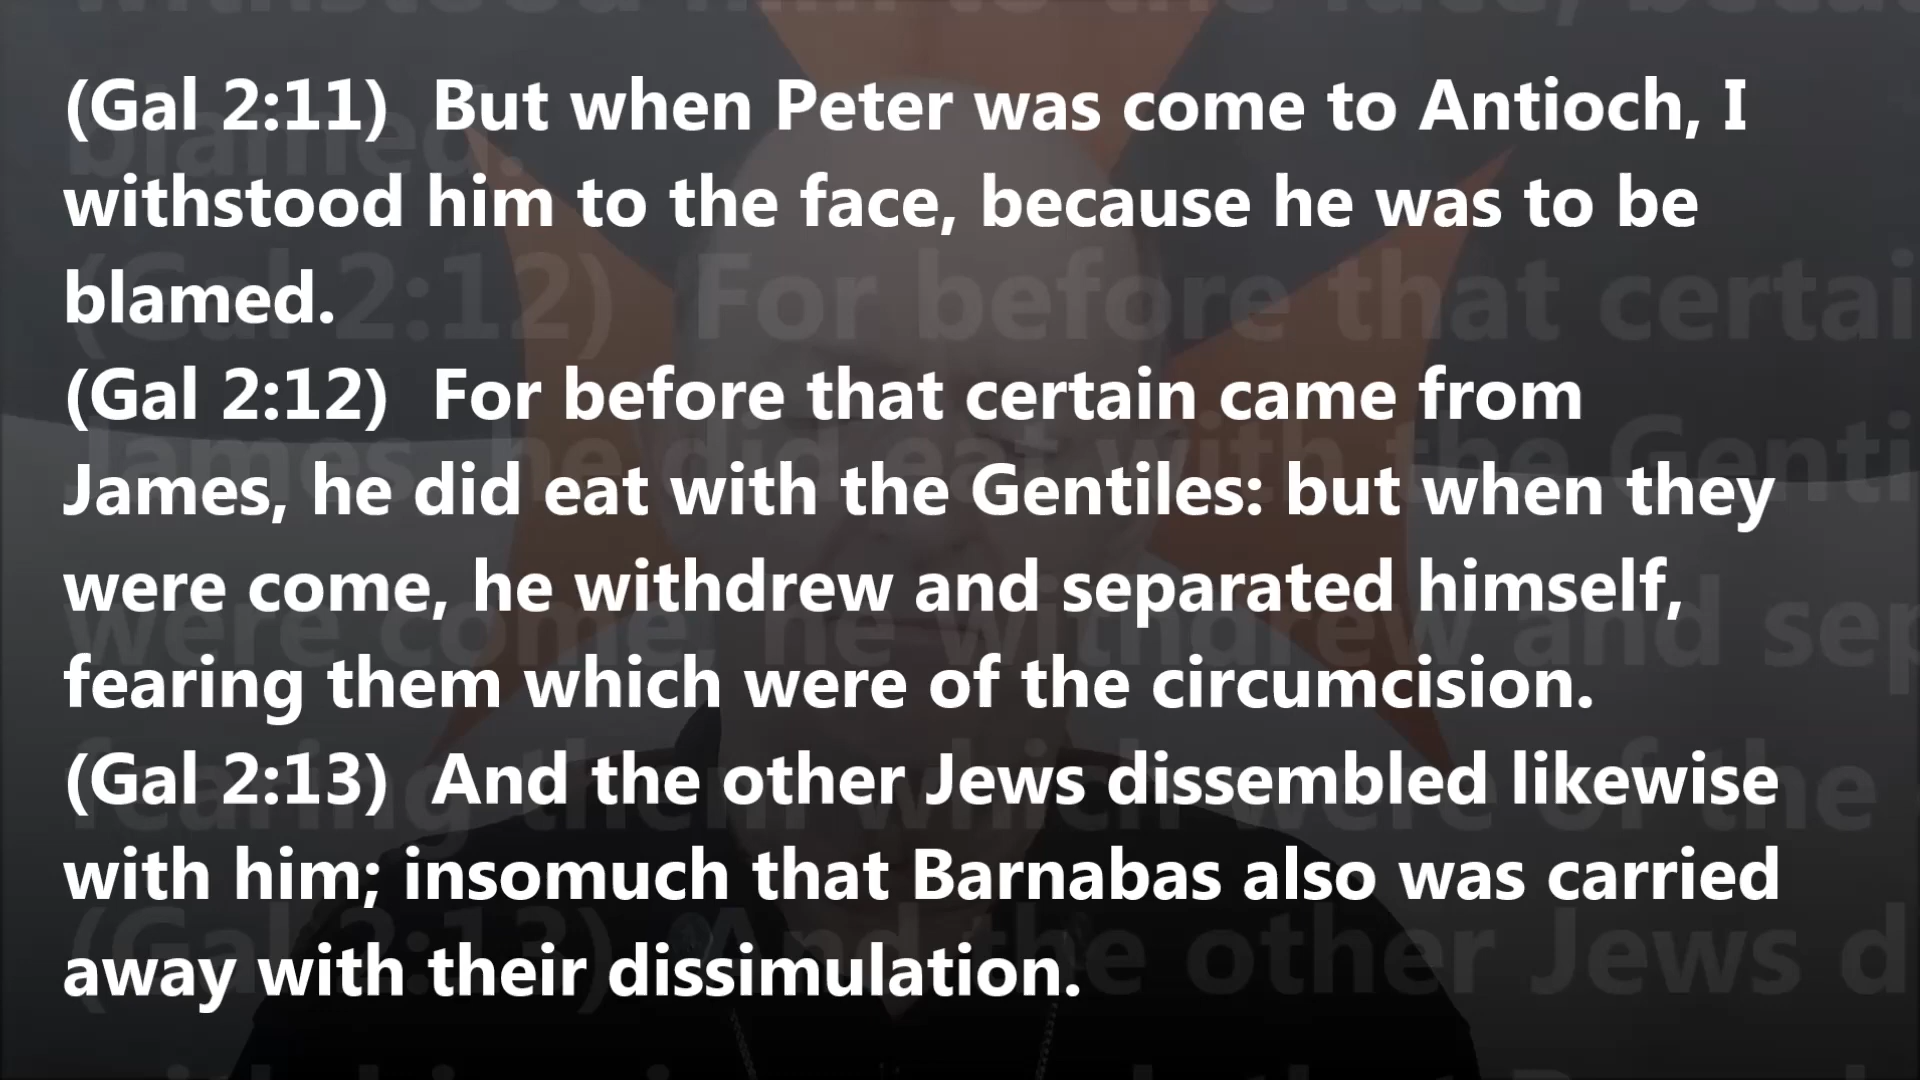 (Gal 2:11)  But when Peter was come to Antioch, I
withstood him to the face, because he was to be
blamed.
(Gal 2:12)  For before that certain came from
James, he did eat with the Gentiles: but when they
were come, he withdrew and separated himself,
fearing them which were of the circumcision.
(Gal 2:13)  And the other Jews dissembled likewise
with him; insomuch that Barnabas also was carried
away with their dissimulation.